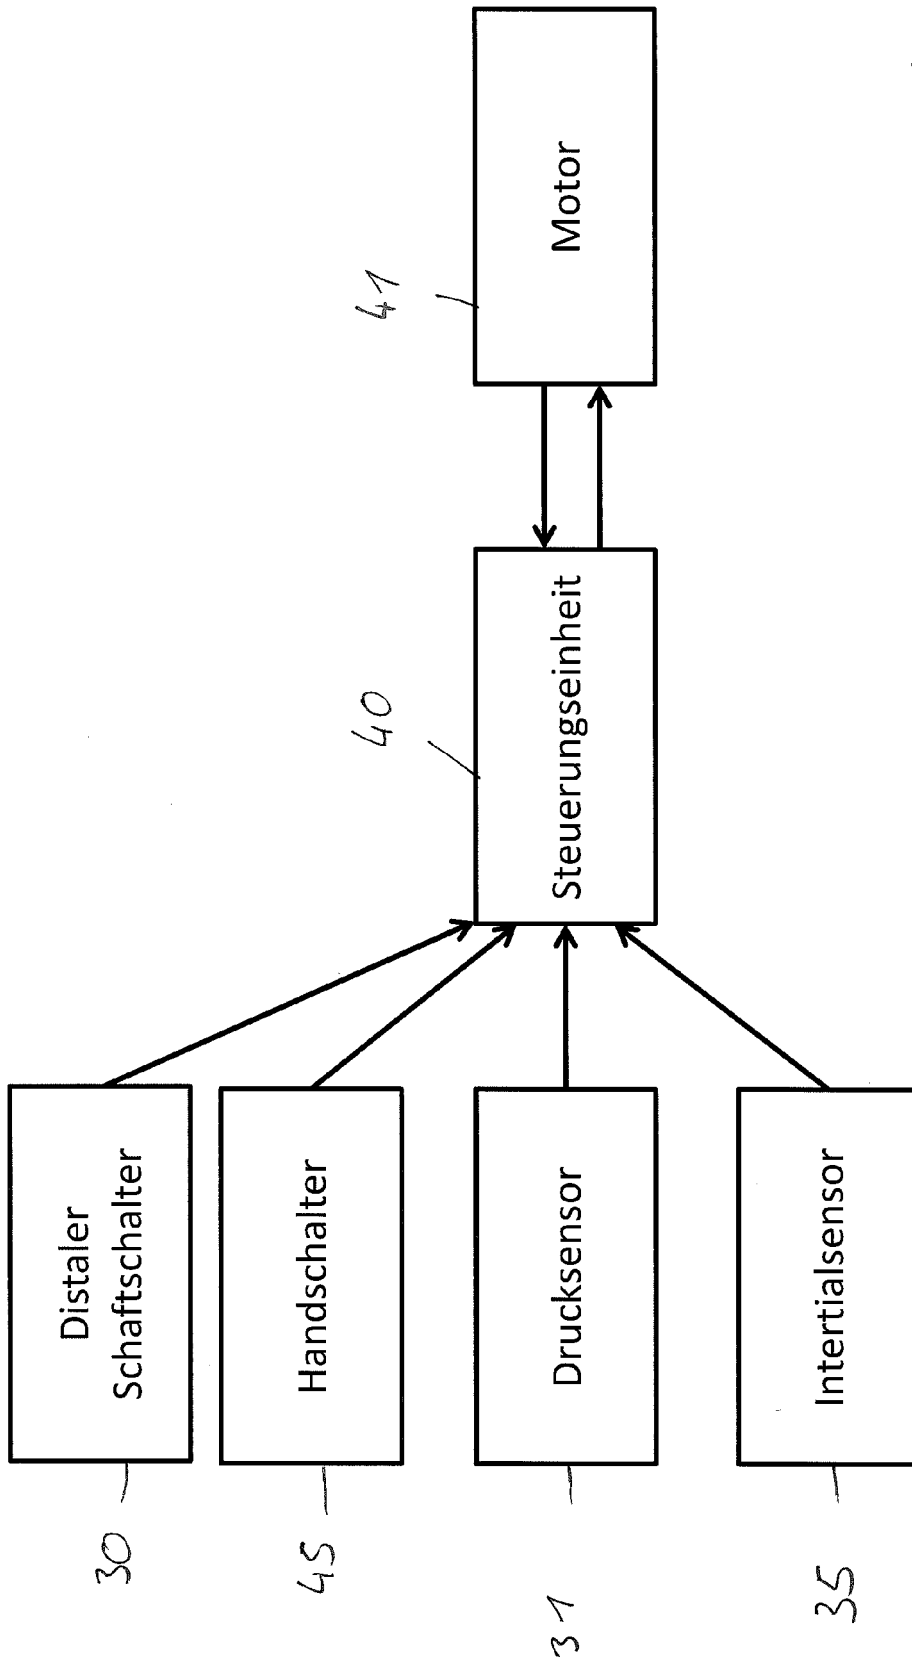 30
Distaler
Schaftschalter
45
Handschalter
31
Drucksensor
35
Intertialsensor
40
Steuerungseinheit
41
Motor